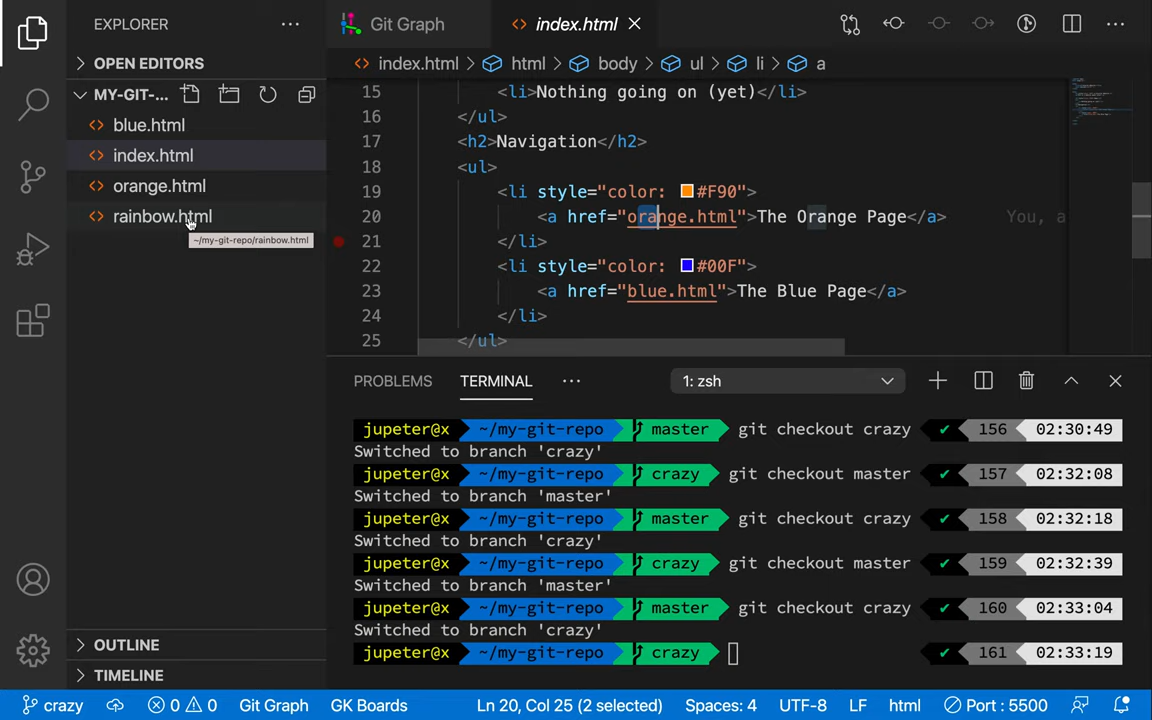 EXPLORER
OPEN EDITORS
MY-GIT-...
blue.html
index.html
orange.html
rainbow.html
~/my-git-repo/rainbow.html
OUTLINE
TIMELINE
Git Graph
index.html
index.html > html > body > ul > li > a
15 <li>Nothing going on (yet)</li>
16 </ul>
17 <h2>Navigation</h2>
18 <ul>
19 <li style="color: #F90">
20 <a href="orange.html">The Orange Page</a> You, a
21 </li>
22 <li style="color: #00F">
23 <a href="blue.html">The Blue Page</a>
24 </li>
25 </ul>
PROBLEMS TERMINAL ... 1: zsh
jupeter@x ~/my-git-repo master git checkout crazy ✔ 156 02:30:49
Switched to branch 'crazy'
jupeter@x ~/my-git-repo crazy git checkout master ✔ 157 02:32:08
Switched to branch 'master'
jupeter@x ~/my-git-repo master git checkout crazy ✔ 158 02:32:18
Switched to branch 'crazy'
jupeter@x ~/my-git-repo crazy git checkout master ✔ 159 02:32:39
Switched to branch 'master'
jupeter@x ~/my-git-repo master git checkout crazy ✔ 160 02:33:04
Switched to branch 'crazy'
jupeter@x ~/my-git-repo crazy ✔ 161 02:33:19
crazy 0 0 Git Graph GK Boards Ln 20, Col 25 (2 selected) Spaces: 4 UTF-8 LF html Port : 5500